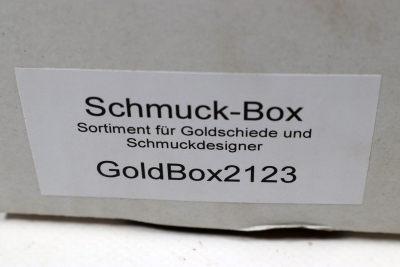 Schmuck-Box
Sortiment für Goldschiede und
Schmuckdesigner
GoldBox2123